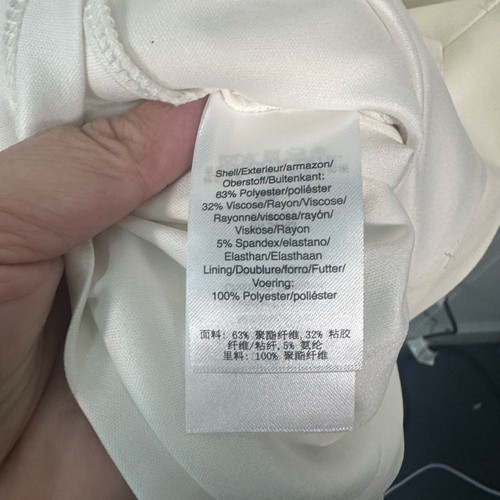 Shell/Exterieur/armazon/
Oberstoff/Buitenkant:
63% Polyester/poliéster
32% Viscose/Rayon/Viscose/
Rayonne/viscosa/rayón/
Viskose/Rayon
5% Spandex/elastano/
Elasthan/Elasthaan
Lining/Doublure/forro/Futter/
Voering:
100% Polyester/poliéster
面料: 63% 聚酯纤维, 32% 粘胶
纤维/粘纤, 5% 氨纶
里料: 100% 聚酯纤维